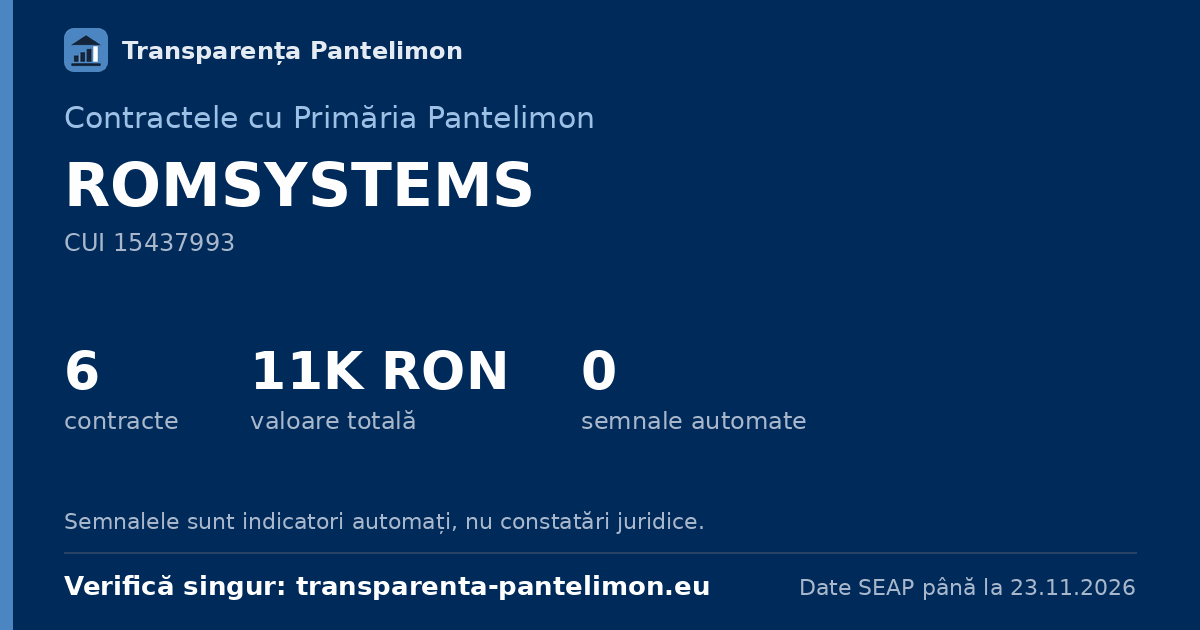 Transparența Pantelimon
Contractele cu Primăria Pantelimon
ROMSYSTEMS
CUI 15437993
6
contracte
11K RON
valoare totală
0
semnale automate
Semnalele sunt indicatori automați, nu constatări juridice.
Verifică singur: transparenta-pantelimon.eu
Date SEAP până la 23.11.2026